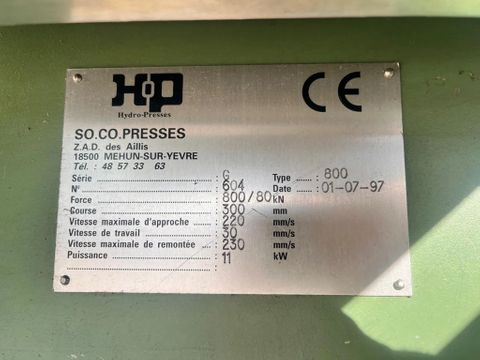 HOP
Hydro-Presses
CE
SO.CO.PRESSES
Z.A.D. des Aillis
18500 MEHUN-SUR-YEVRE
Tél. : 48 57 33 63
Série : G Type : 800
N° : 604 Date : 01-07-97
Force : 800/80 kN
Course : 300 mm
Vitesse maximale d'approche : 220 mm/s
Vitesse de travail : 30 mm/s
Vitesse maximale de remontée : 230 mm/s
Puissance : 11 kW